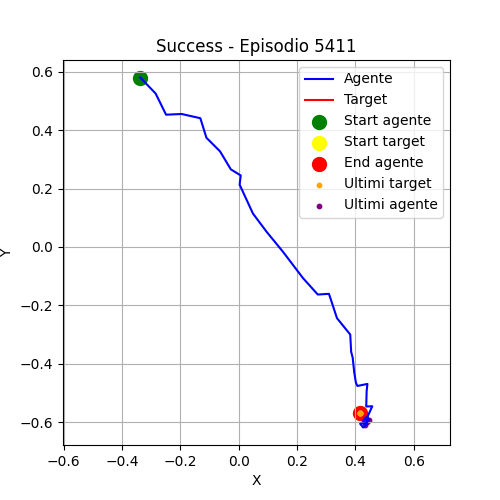 Success - Episodio 5411
Agente
Target
Start agente
Start target
End agente
Ultimi target
Ultimi agente
0.6
0.4
0.2
0.0
−0.2
−0.4
−0.6
Y
−0.6
−0.4
−0.2
0.0
0.2
0.4
0.6
X